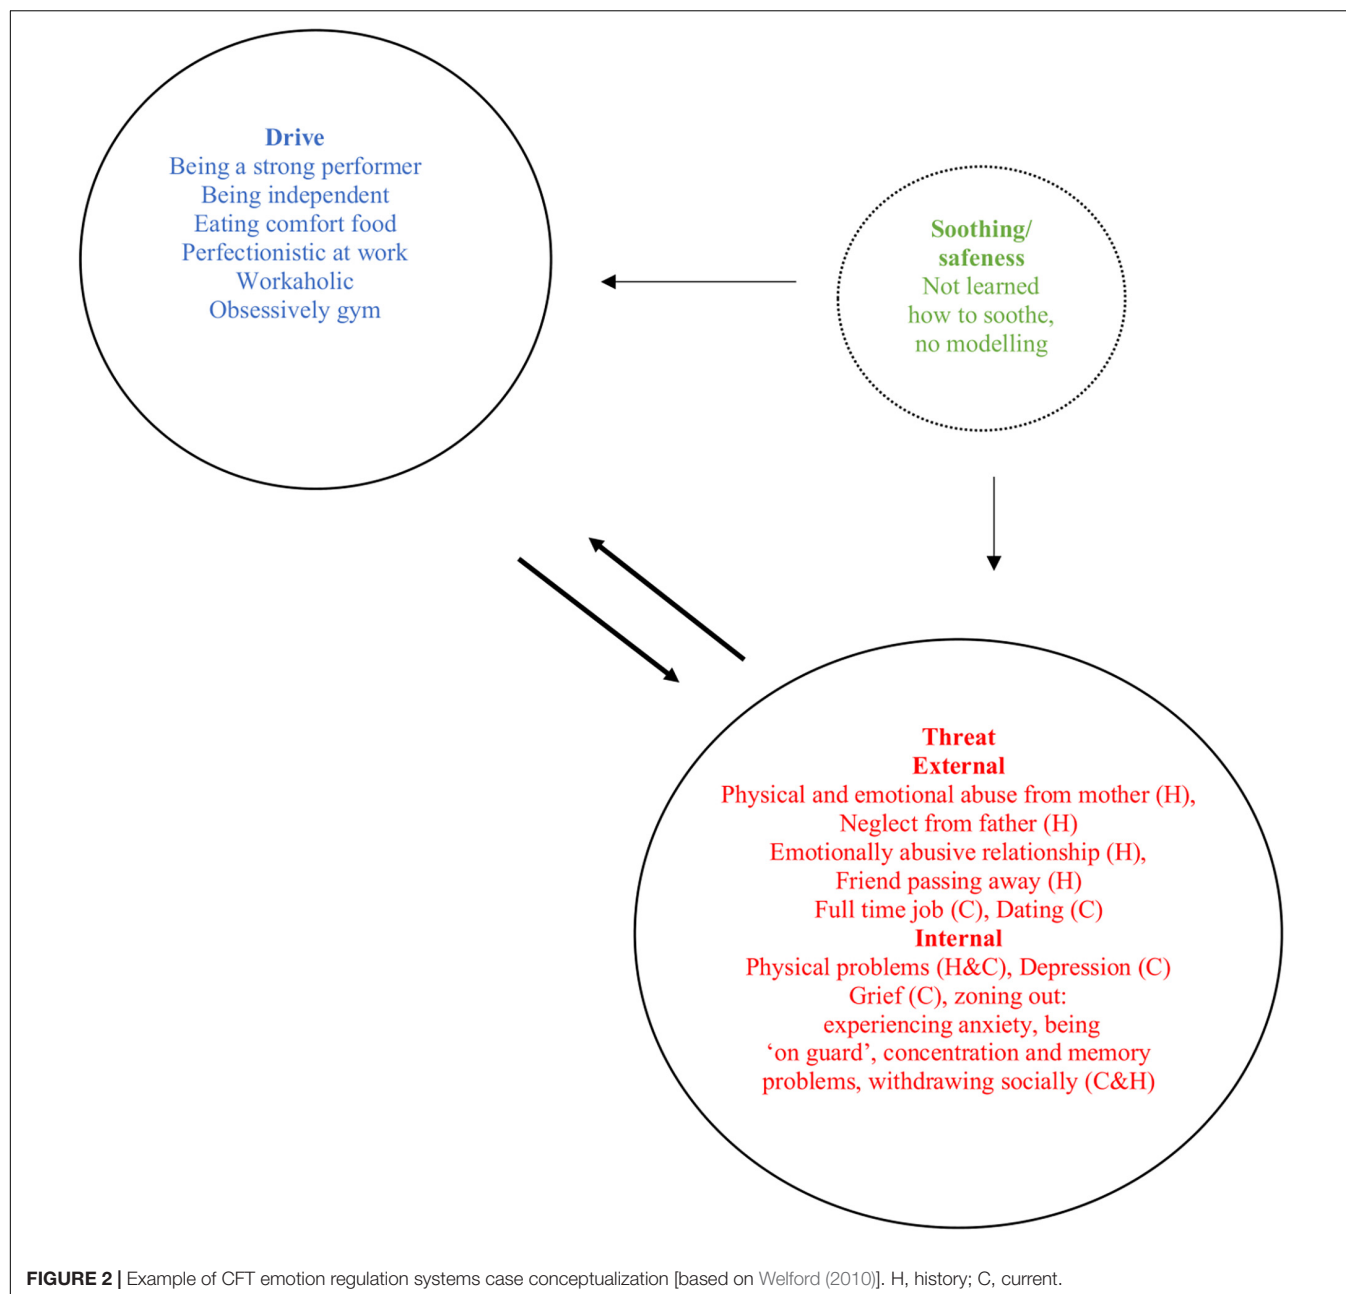 Drive
Being a strong performer
Being independent
Eating comfort food
Perfectionistic at work
Workaholic
Obsessively gym
Soothing/
safeness
Not learned
how to soothe,
no modelling
Threat
External
Physical and emotional abuse from mother (H),
Neglect from father (H)
Emotionally abusive relationship (H),
Friend passing away (H)
Full time job (C), Dating (C)
Internal
Physical problems (H&C), Depression (C)
Grief (C), zoning out:
experiencing anxiety, being
‘on guard’, concentration and memory
problems, withdrawing socially (C&H)
FIGURE 2 | Example of CFT emotion regulation systems case conceptualization [based on Welford (2010)]. H, history; C, current.